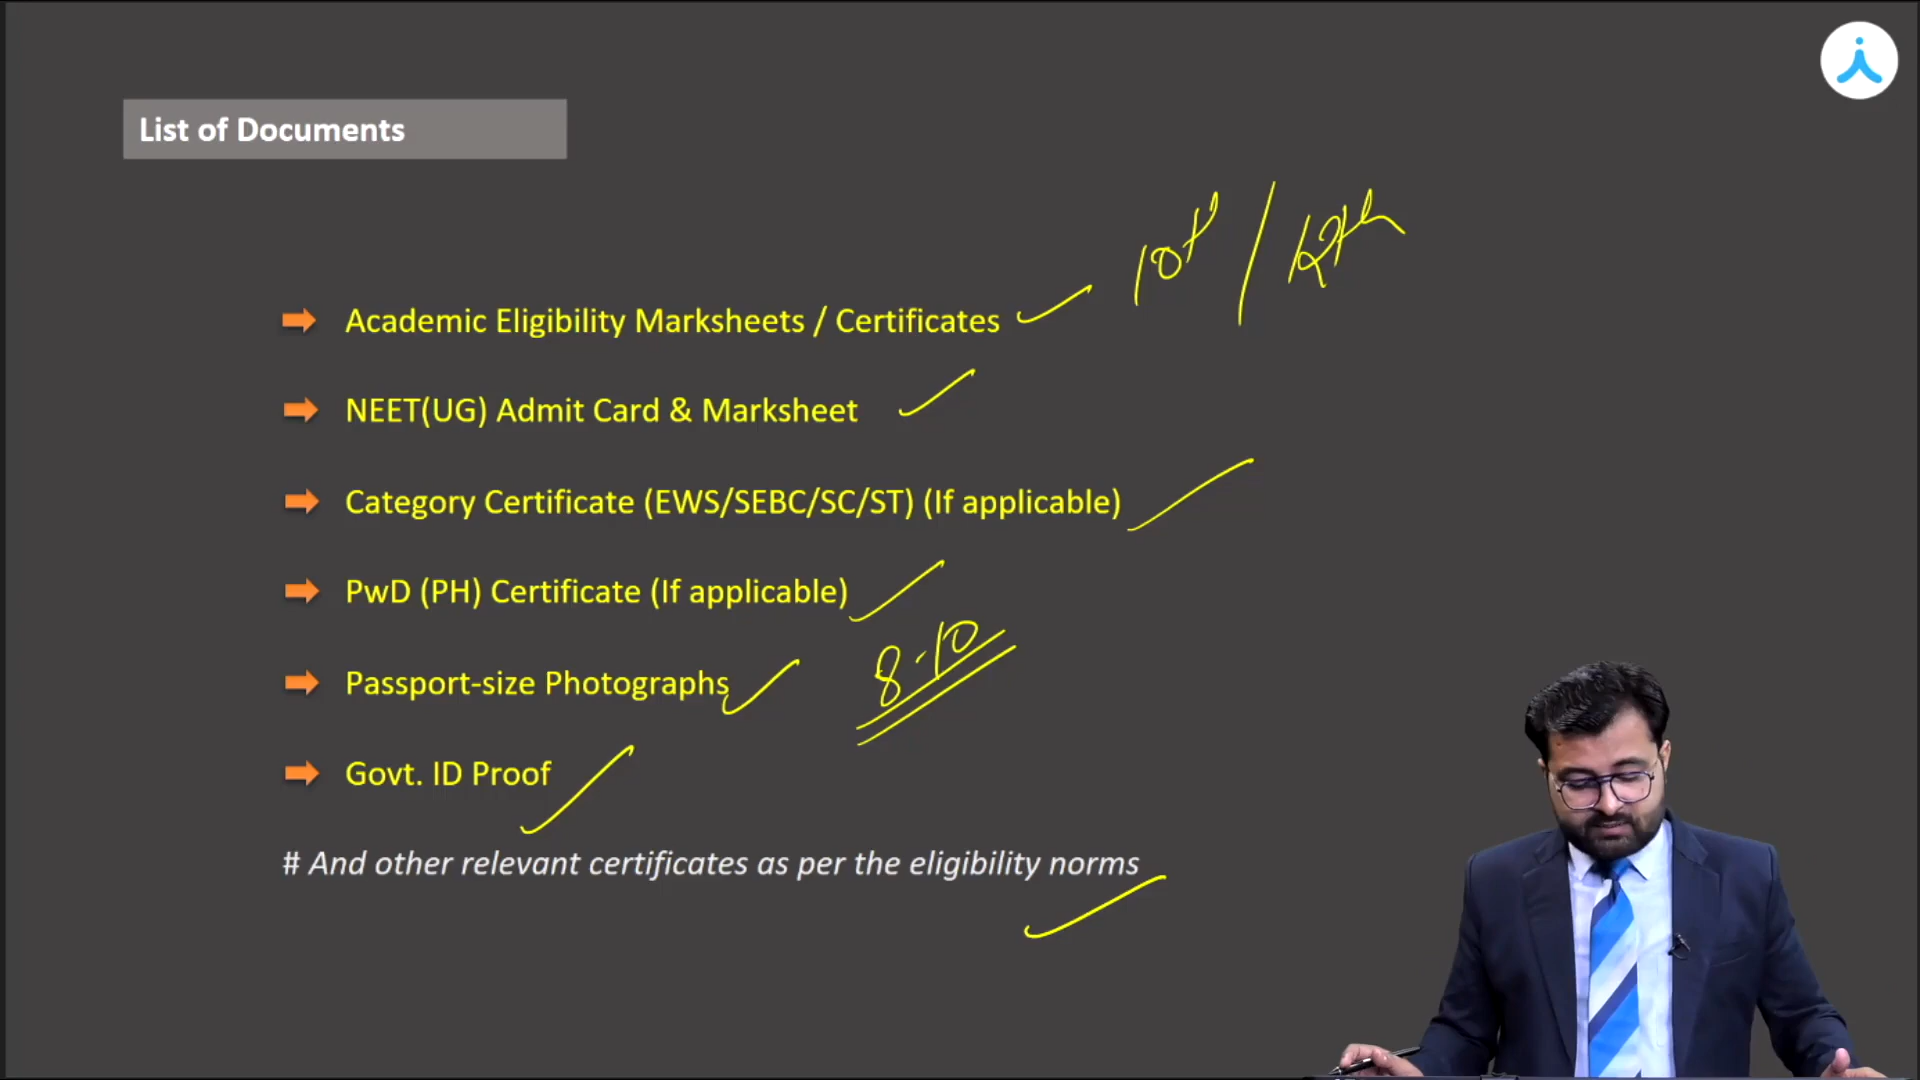 List of Documents
10th / 12th
Academic Eligibility Marksheets / Certificates
NEET(UG) Admit Card & Marksheet
Category Certificate (EWS/SEBC/SC/ST) (If applicable)
PwD (PH) Certificate (If applicable)
8-10
Passport-size Photographs
Govt. ID Proof
# And other relevant certificates as per the eligibility norms